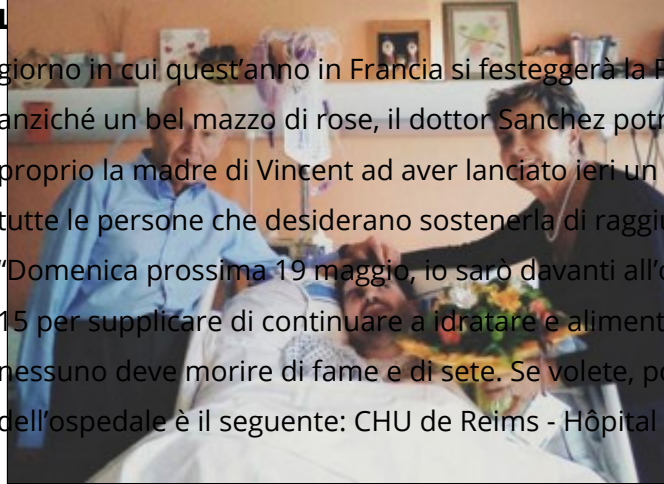 L
giorno in cui quest'anno in Francia si festeggerà la F
anziché un bel mazzo di rose, il dottor Sanchez potr
proprio la madre di Vincent ad aver lanciato ieri un
tutte le persone che desiderano sostenerla di raggiu
“Domenica prossima 19 maggio, io sarò davanti all'o
15 per supplicare di continuare a idratare e aliment
nessuno deve morire di fame e di sete. Se volete, po
dell'ospedale è il seguente: CHU de Reims - Hôpital